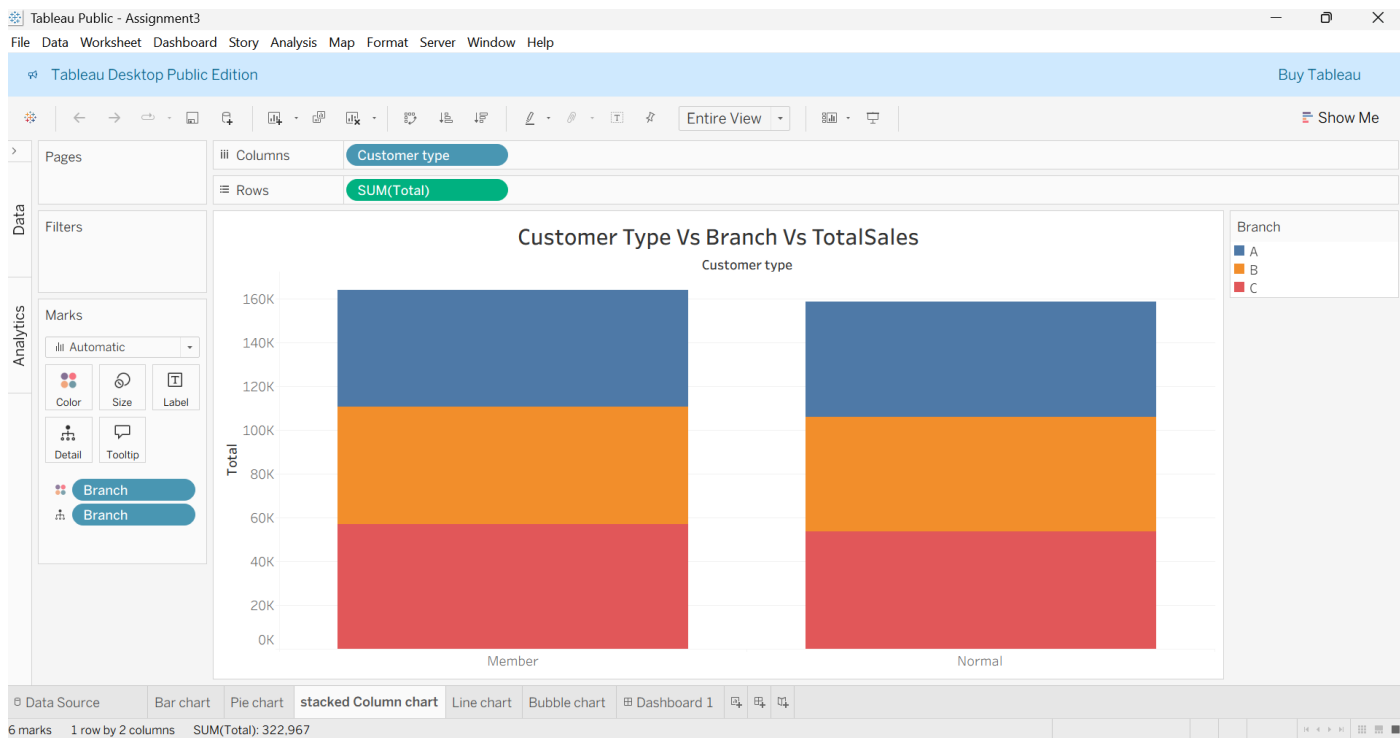 Tableau Public - Assignment3
File Data Worksheet Dashboard Story Analysis Map Format Server Window Help
Tableau Desktop Public Edition
Buy Tableau
Entire View
Show Me
Pages
Columns
Customer type
Rows
SUM(Total)
Data
Analytics
Filters
Marks
Automatic
Color
Size
Label
Detail
Tooltip
Branch
Branch
Customer Type Vs Branch Vs TotalSales
Customer type
Total
160K
140K
120K
100K
80K
60K
40K
20K
0K
Member
Normal
Branch
A
B
C
Data Source
Bar chart
Pie chart
stacked Column chart
Line chart
Bubble chart
Dashboard 1
6 marks
1 row by 2 columns
SUM(Total): 322,967